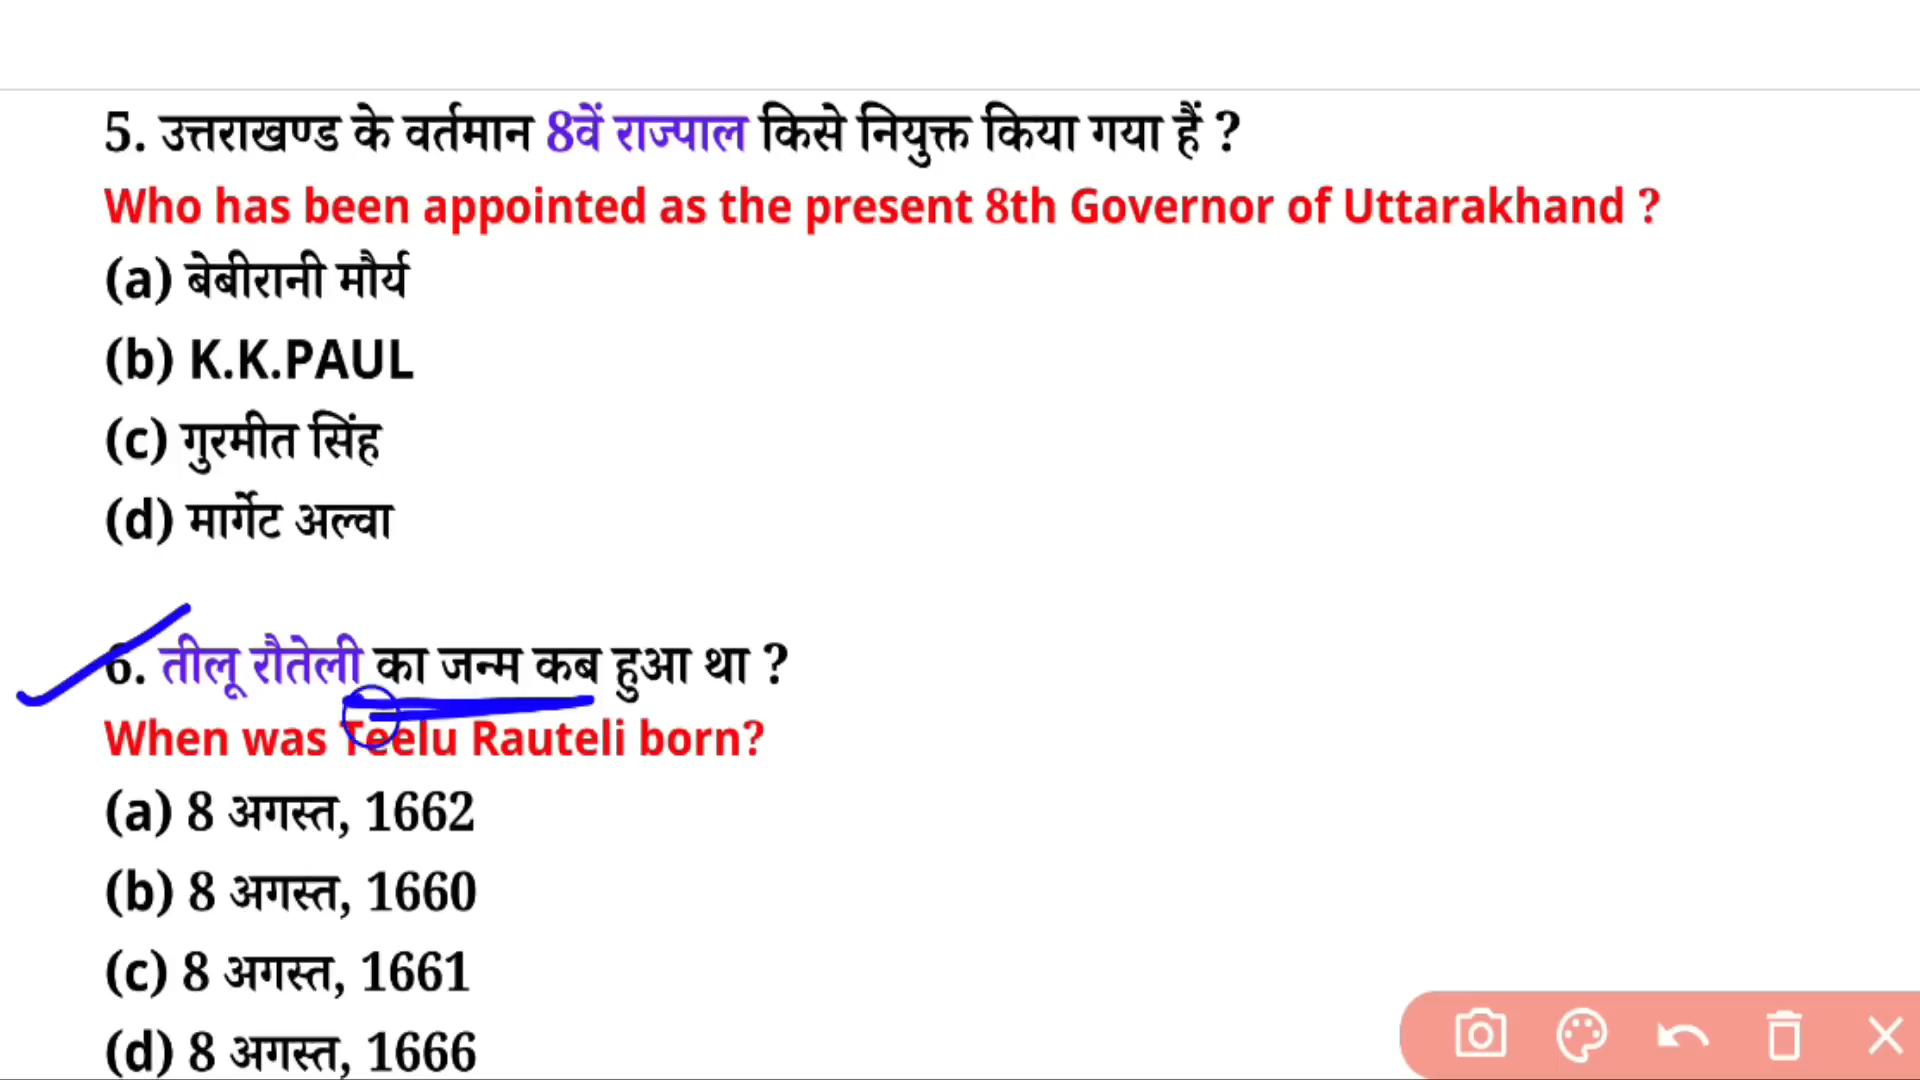 5. उत्तराखण्ड के वर्तमान 8वें राज्पाल किसे नियुक्त किया गया हैं ?
Who has been appointed as the present 8th Governor of Uttarakhand ?
(a) बेबीरानी मौर्य
(b) K.K.PAUL
(c) गुरमीत सिंह
(d) मार्गेट अल्वा
6. तीलू रौतेली का जन्म कब हुआ था ?
When was Teelu Rauteli born?
(a) 8 अगस्त, 1662
(b) 8 अगस्त, 1660
(c) 8 अगस्त, 1661
(d) 8 अगस्त, 1666